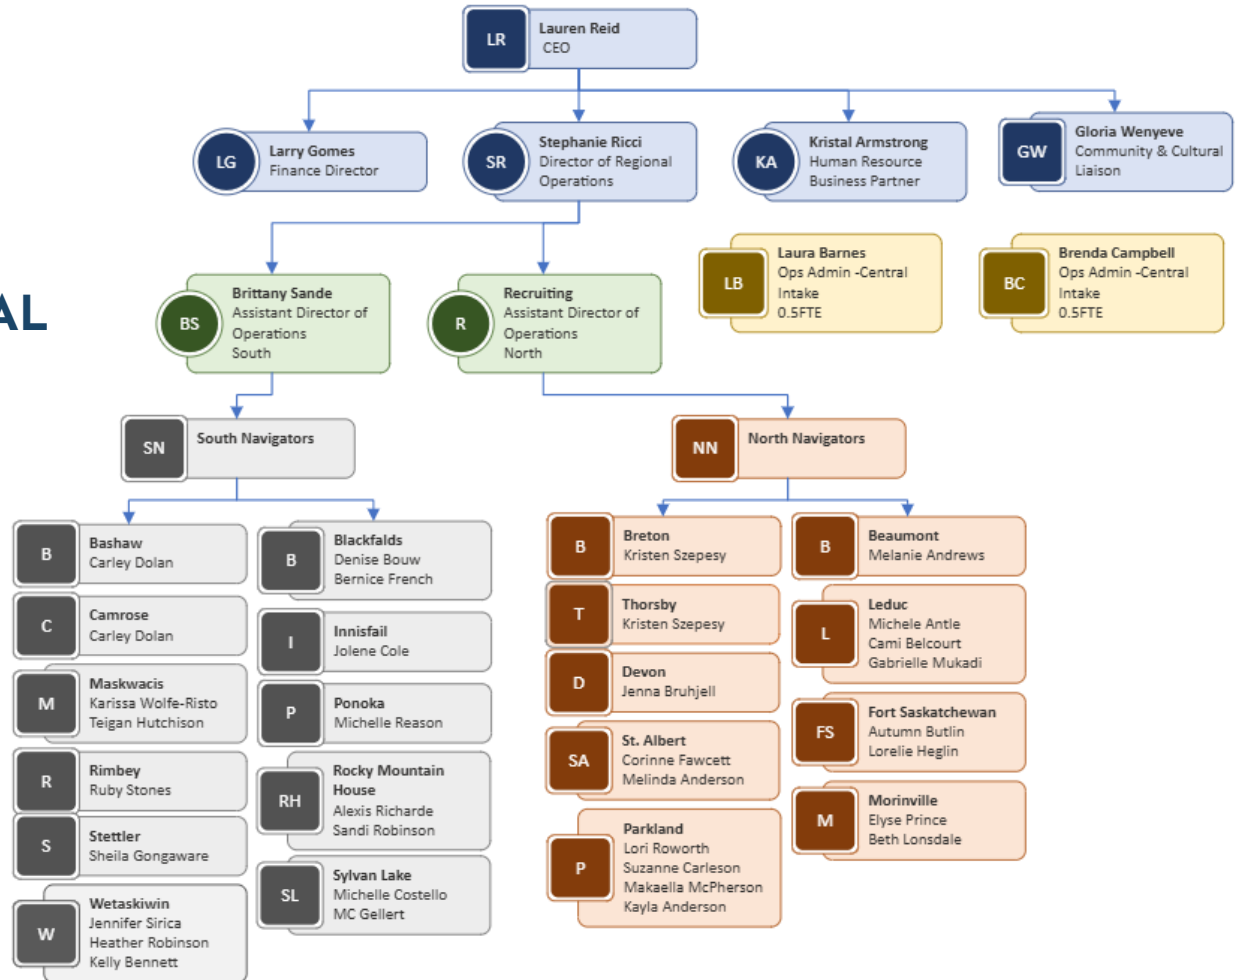 LR
Lauren Reid
CEO
LG
Larry Gomes
Finance Director
SR
Stephanie Ricci
Director of Regional
Operations
KA
Kristal Armstrong
Human Resource
Business Partner
GW
Gloria Wenyeve
Community & Cultural
Liaison
LB
Laura Barnes
Ops Admin -Central
Intake
0.5FTE
BC
Brenda Campbell
Ops Admin -Central
Intake
0.5FTE
AL
BS
Brittany Sande
Assistant Director of
Operations
South
R
Recruiting
Assistant Director of
Operations
North
SN
South Navigators
NN
North Navigators
B
Bashaw
Carley Dolan
C
Camrose
Carley Dolan
M
Maskwacis
Karissa Wolfe-Risto
Teigan Hutchison
R
Rimbey
Ruby Stones
S
Stettler
Sheila Gongaware
W
Wetaskiwin
Jennifer Sirica
Heather Robinson
Kelly Bennett
B
Blackfalds
Denise Bouw
Bernice French
I
Innisfail
Jolene Cole
P
Ponoka
Michelle Reason
RH
Rocky Mountain
House
Alexis Richarde
Sandi Robinson
SL
Sylvan Lake
Michelle Costello
MC Gellert
B
Breton
Kristen Szepesy
T
Thorsby
Kristen Szepesy
D
Devon
Jenna Bruhjell
SA
St. Albert
Corinne Fawcett
Melinda Anderson
P
Parkland
Lori Roworth
Suzanne Carleson
Makaella McPherson
Kayla Anderson
B
Beaumont
Melanie Andrews
L
Leduc
Michele Antle
Cami Belcourt
Gabrielle Mukadi
FS
Fort Saskatchewan
Autumn Butlin
Lorelie Heglin
M
Morinville
Elyse Prince
Beth Lonsdale